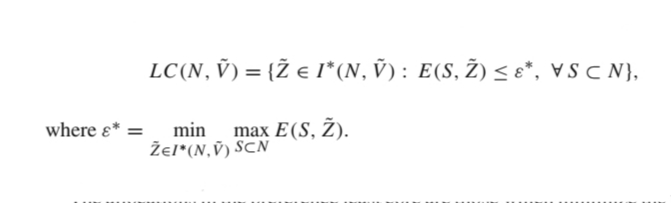 LC(N, Ṽ) = {Z̃ ∈ I*(N, Ṽ) : E(S, Z̃) ≤ ε*, ∀ S ⊂ N},
where ε* = min max E(S, Z̃).
Z̃∈I*(N,Ṽ) S⊂N